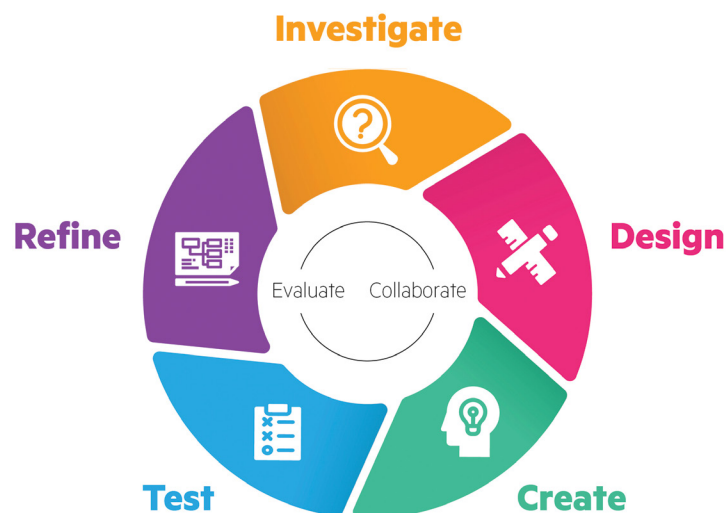 Investigate
Refine
Design
Evaluate Collaborate
Test
Create